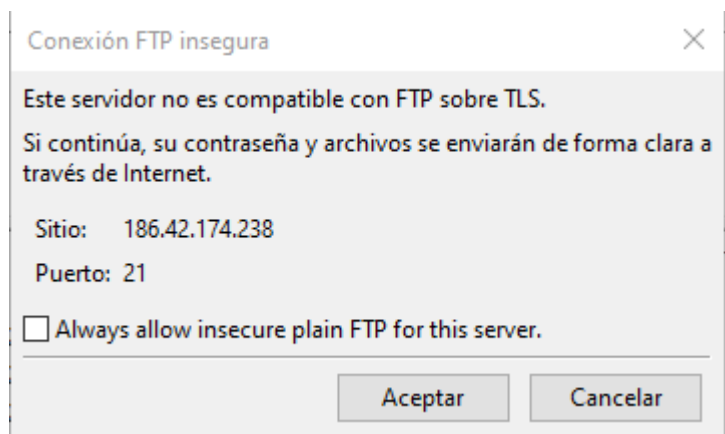 Conexión FTP insegura
Este servidor no es compatible con FTP sobre TLS.
Si continúa, su contraseña y archivos se enviarán de forma clara a
través de Internet.
Sitio: 186.42.174.238
Puerto: 21
Always allow insecure plain FTP for this server.
Aceptar Cancelar